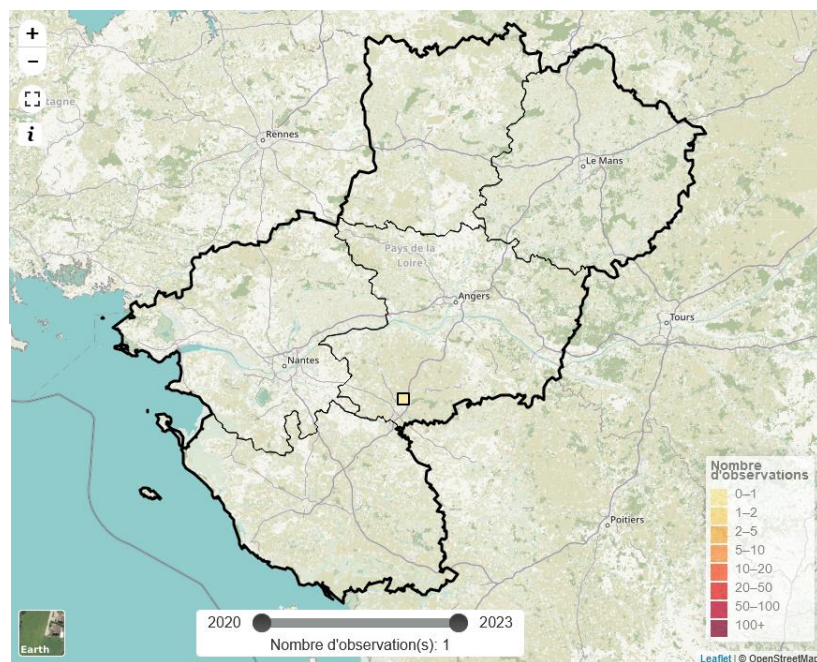 +
−
i
tagne
Rennes
Le Mans
Pays de la
Loire
Angers
Tours
Nantes
Poitiers
Nombre
d'observations
0–1
1–2
2–5
5–10
10–20
20–50
50–100
100+
2020
2023
Nombre d'observation(s): 1
Earth
Leaflet | © OpenStreetMap